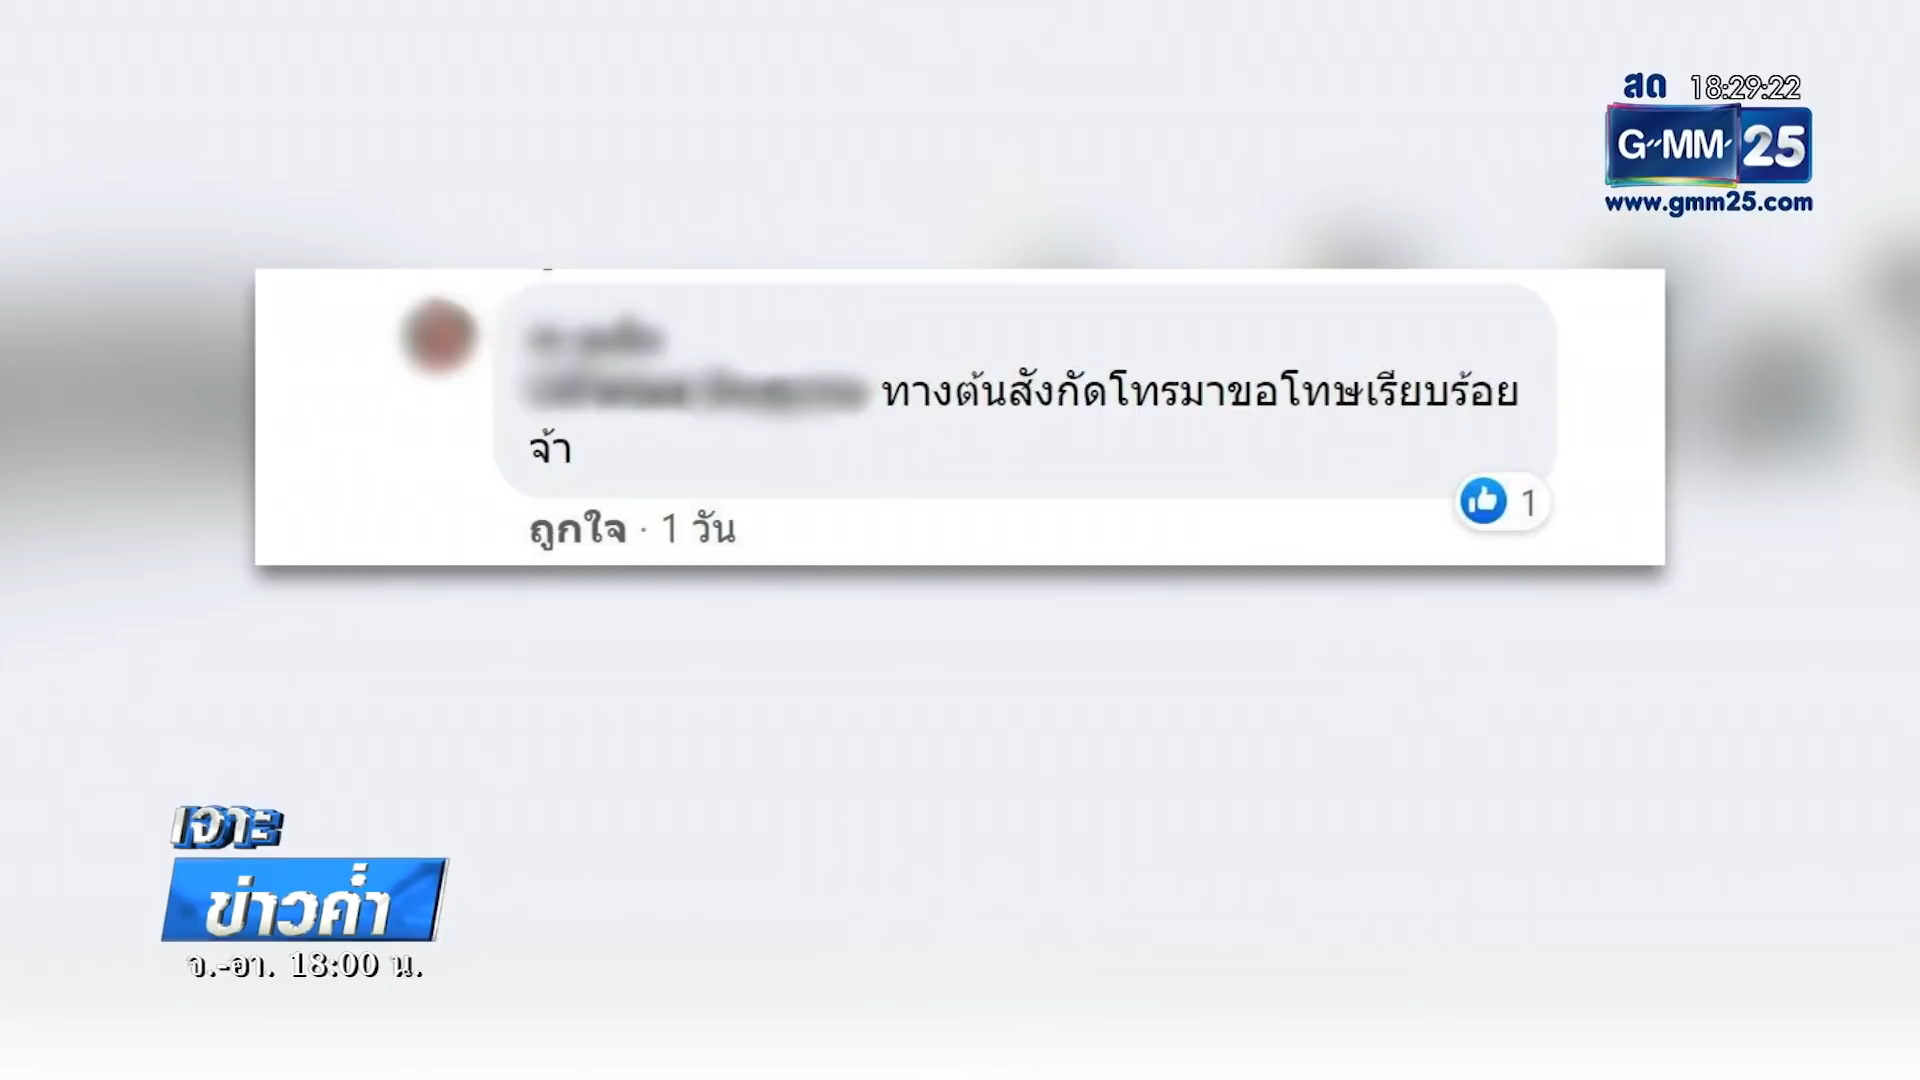 สด 18:29:22
GMM 25
www.gmm25.com
ทางต้นสังกัดโทรมาขอโทษเรียบร้อย
จ้า
1
ถูกใจ · 1 วัน
เจาะ
ข่าวค่ำ
จ.-อา. 18:00 น.